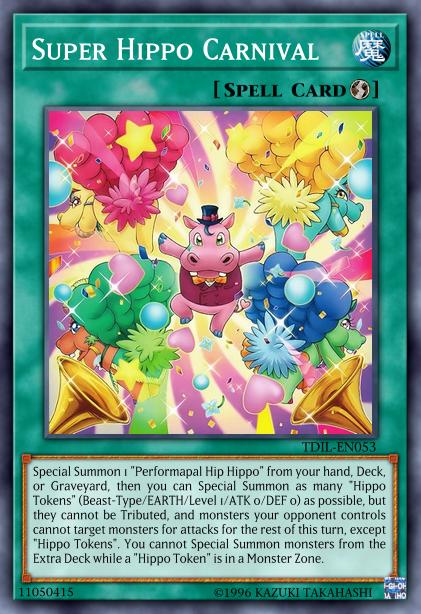 SUPER HIPPO CARNIVAL
SPELL
魔
[SPELL CARD]
TDIL-EN053
Special Summon 1 "Performapal Hip Hippo" from your hand, Deck,
or Graveyard, then you can Special Summon as many "Hippo
Tokens" (Beast-Type/EARTH/Level 1/ATK 0/DEF 0) as possible, but
they cannot be Tributed, and monsters your opponent controls
cannot target monsters for attacks for the rest of this turn, except
"Hippo Tokens". You cannot Special Summon monsters from the
Extra Deck while a "Hippo Token" is in a Monster Zone.
11050415
©1996 KAZUKI TAKAHASHI